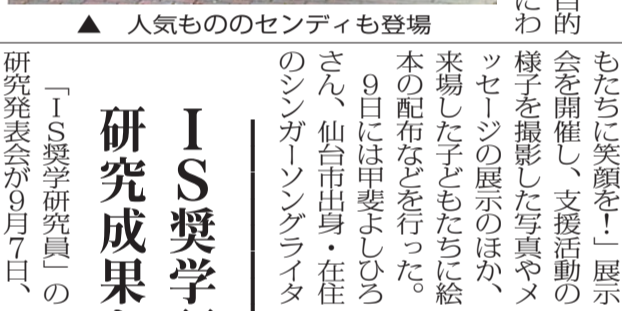 ▲　人気もののセンディも登場
目的
にわ
もたちに笑顔を！」展示
会を開催し、支援活動の
様子を撮影した写真やメ
ッセージの展示のほか、
来場した子どもたちに絵
本の配布などを行った。
　９日には甲斐よしひろ
さん、仙台市出身・在住
のシンガーソングライタ
ＩＳ奨学
研究成果
　「ＩＳ奨学研究員」の
研究発表会が９月７日、